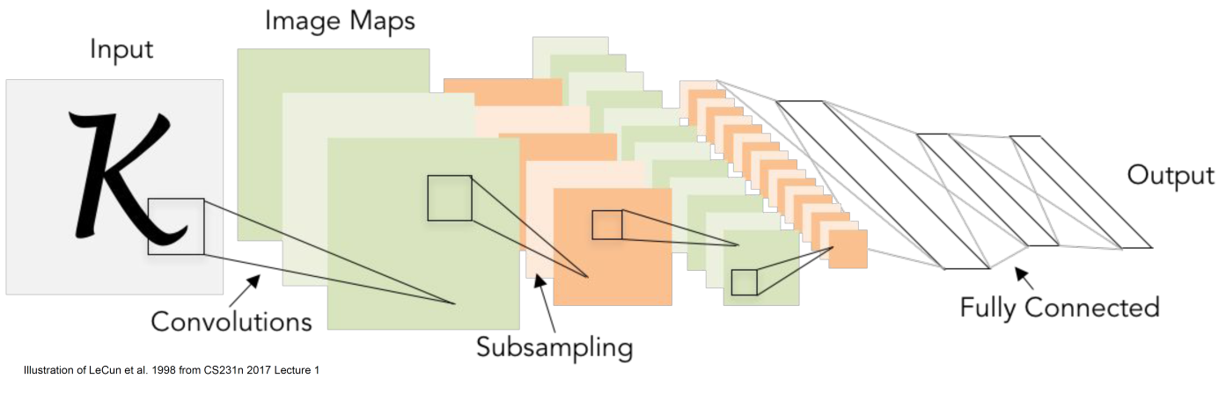 Image Maps
Input
K
Output
Fully Connected
Convolutions
Subsampling
Illustration of LeCun et al. 1998 from CS231n 2017 Lecture 1